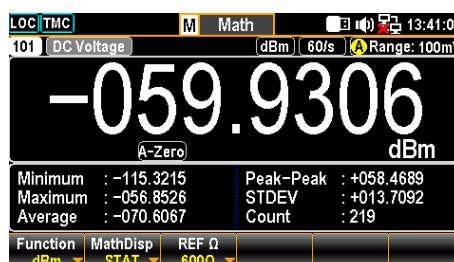 LOC TMC M Math 13:41:0
101 DC Voltage dBm 60/s A Range: 100m
-059.9306
A-Zero dBm
Minimum : -115.3215 Peak-Peak : +058.4689
Maximum : -056.8526 STDEV : +013.7092
Average : -070.6067 Count : 219
Function MathDisp REF Ω
dBm STAT 600Ω